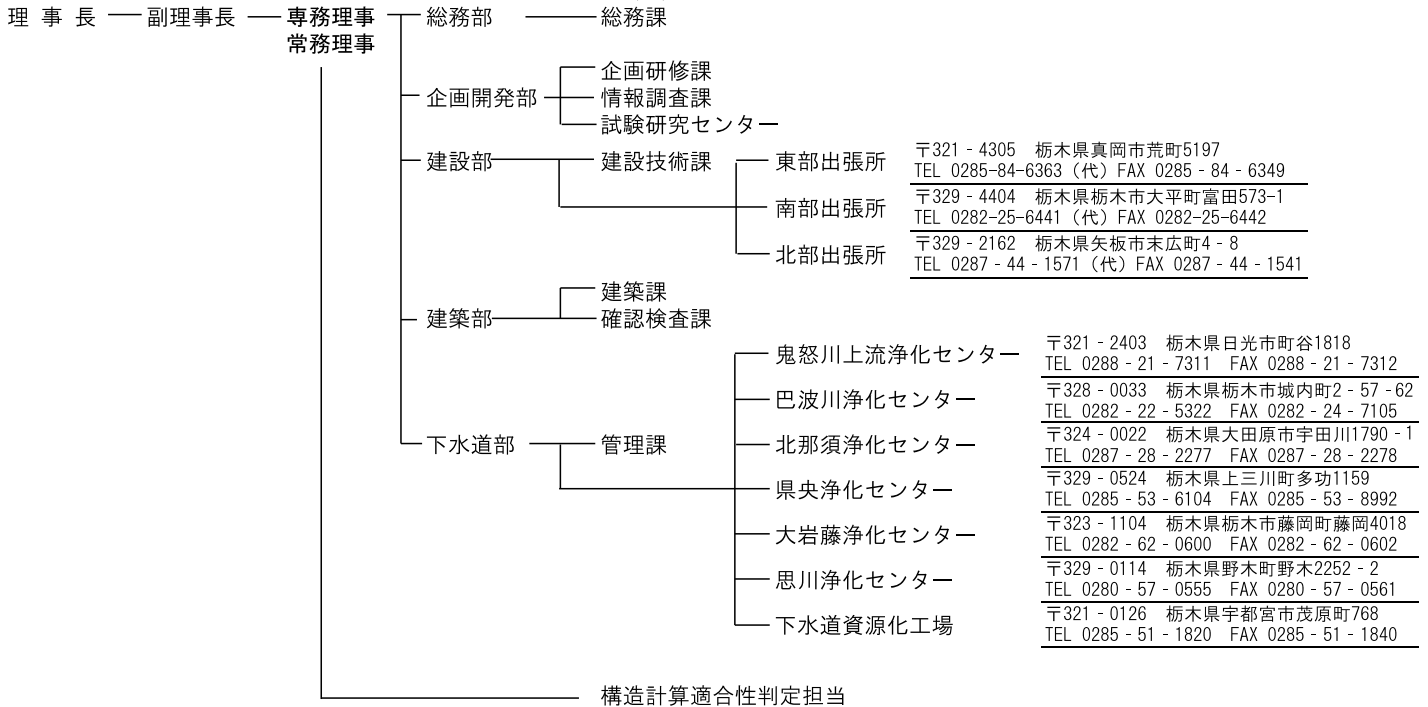 理 事 長 副理事長 専務理事 総務部 総務課
常務理事
企画研修課
企画開発部 情報調査課
試験研究センター
建設部 建設技術課 東部出張所
〒321‐4305 栃木県真岡市荒町5197
TEL 0285-84-6363（代）FAX 0285‐84‐6349
南部出張所
〒329‐4404 栃木県栃木市大平町富田573-1
TEL 0282-25-6441（代）FAX 0282-25-6442
北部出張所
〒329‐2162 栃木県矢板市末広町4‐8
TEL 0287‐44‐1571（代）FAX 0287‐44‐1541
建築課
建築部 確認検査課
鬼怒川上流浄化センター
〒321‐2403 栃木県日光市町谷1818
TEL 0288‐21‐7311 FAX 0288‐21‐7312
巴波川浄化センター
〒328‐0033 栃木県栃木市城内町2‐57‐62
TEL 0282‐22‐5322 FAX 0282‐24‐7105
下水道部 管理課 北那須浄化センター
〒324‐0022 栃木県大田原市宇田川1790‐1
TEL 0287‐28‐2277 FAX 0287‐28‐2278
県央浄化センター
〒329‐0524 栃木県上三川町多功1159
TEL 0285‐53‐6104 FAX 0285‐53‐8992
大岩藤浄化センター
〒323‐1104 栃木県栃木市藤岡町藤岡4018
TEL 0282‐62‐0600 FAX 0282‐62‐0602
思川浄化センター
〒329‐0114 栃木県野木町野木2252‐2
TEL 0280‐57‐0555 FAX 0280‐57‐0561
下水道資源化工場
〒321‐0126 栃木県宇都宮市茂原町768
TEL 0285‐51‐1820 FAX 0285‐51‐1840
構造計算適合性判定担当